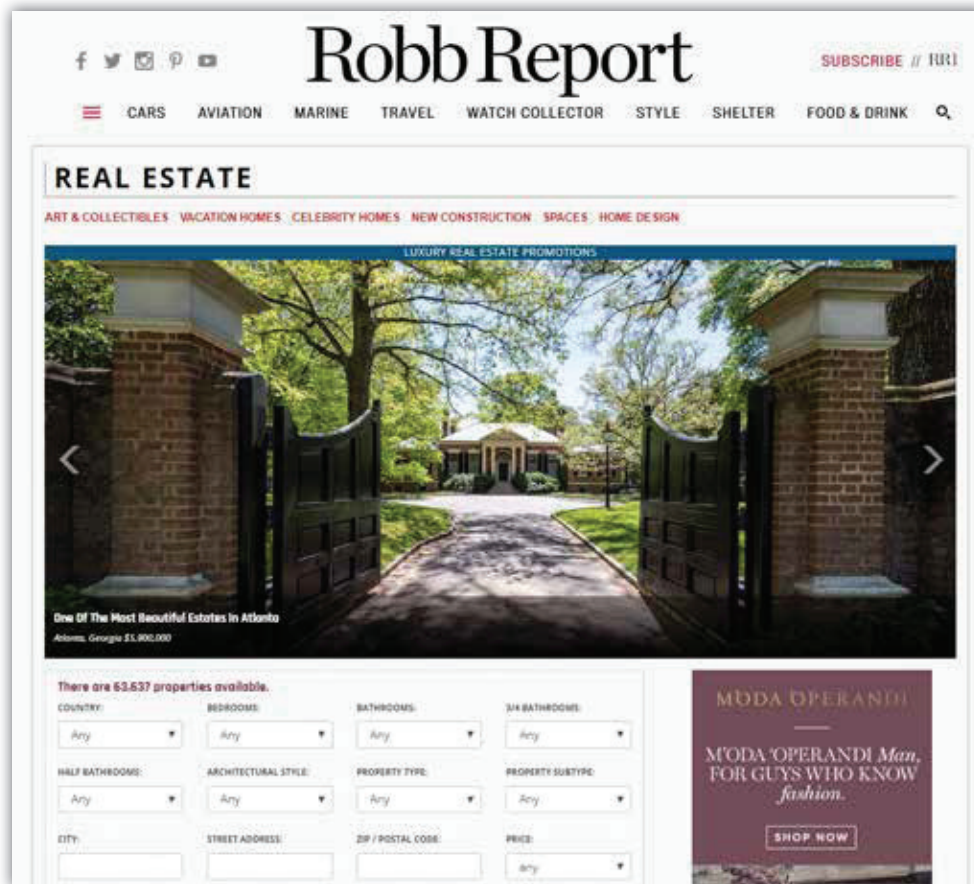 Robb Report
SUBSCRIBE // RR1
CARS AVIATION MARINE TRAVEL WATCH COLLECTOR STYLE SHELTER FOOD & DRINK
REAL ESTATE
ART & COLLECTIBLES VACATION HOMES CELEBRITY HOMES NEW CONSTRUCTION SPACES HOME DESIGN
LUXURY REAL ESTATE PROMOTIONS
One Of The Most Beautiful Estates In Atlanta
Atlanta, Georgia $5,900,000
There are 63,637 properties available.
COUNTRY: BEDROOMS: BATHROOMS: 3/4 BATHROOMS:
Any Any Any Any
HALF BATHROOMS: ARCHITECTURAL STYLE: PROPERTY TYPE: PROPERTY SUBTYPE:
Any Any Any Any
CITY: STREET ADDRESS: ZIP / POSTAL CODE: PRICE:
any
MODA OPERANDI
M'ODA 'OPERANDI Man,
FOR GUYS WHO KNOW
fashion.
SHOP NOW